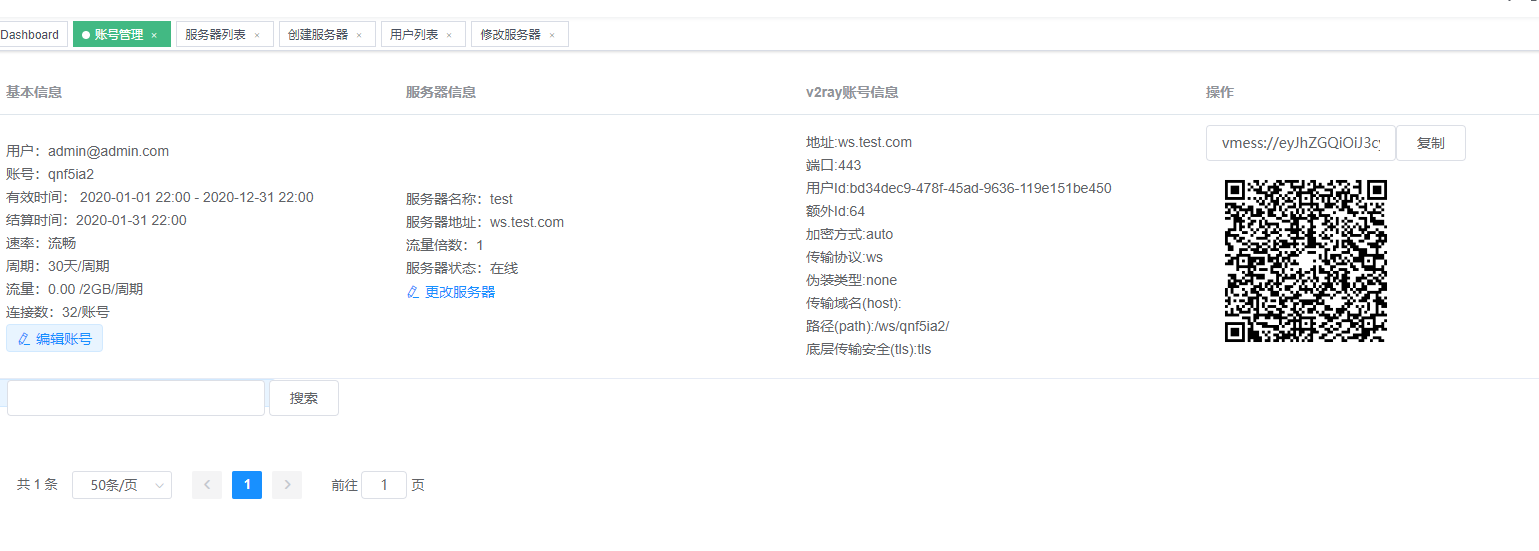 Dashboard
账号管理 ×
服务器列表 ×
创建服务器 ×
用户列表 ×
修改服务器 ×
基本信息
服务器信息
v2ray账号信息
操作
用户：admin@admin.com
账号：qnf5ia2
有效时间： 2020-01-01 22:00 - 2020-12-31 22:00
结算时间：2020-01-31 22:00
速率：流畅
周期：30天/周期
流量：0.00 /2GB/周期
连接数：32/账号
编辑账号
服务器名称：test
服务器地址：ws.test.com
流量倍数：1
服务器状态：在线
更改服务器
地址:ws.test.com
端口:443
用户Id:bd34dec9-478f-45ad-9636-119e151be450
额外Id:64
加密方式:auto
传输协议:ws
伪装类型:none
传输域名(host):
路径(path):/ws/qnf5ia2/
底层传输安全(tls):tls
vmess://eyJhZGQiOiJ3cy
复制
搜索
共 1 条
50条/页
1
前往 1 页